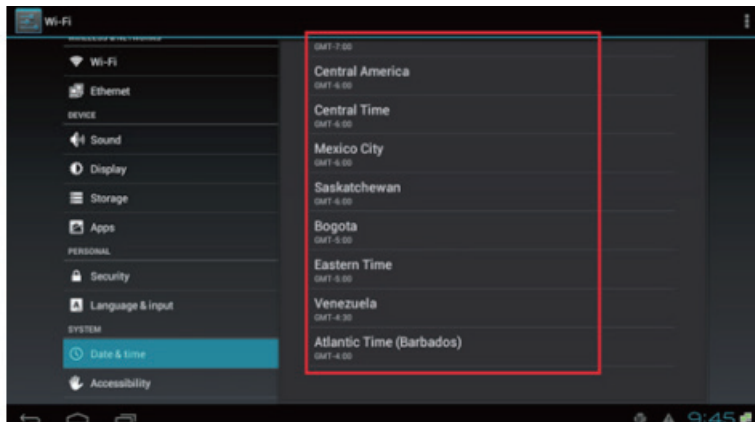 Wi-Fi
WIRELESS & NETWORKS
Wi-Fi
Ethernet
DEVICE
Sound
Display
Storage
Apps
PERSONAL
Security
Language & input
SYSTEM
Date & time
Accessibility
GMT-7:00
Central America
GMT-6:00
Central Time
GMT-6:00
Mexico City
GMT-6:00
Saskatchewan
GMT-6:00
Bogota
GMT-5:00
Eastern Time
GMT-5:00
Venezuela
GMT-4:30
Atlantic Time (Barbados)
GMT-4:00
9:45